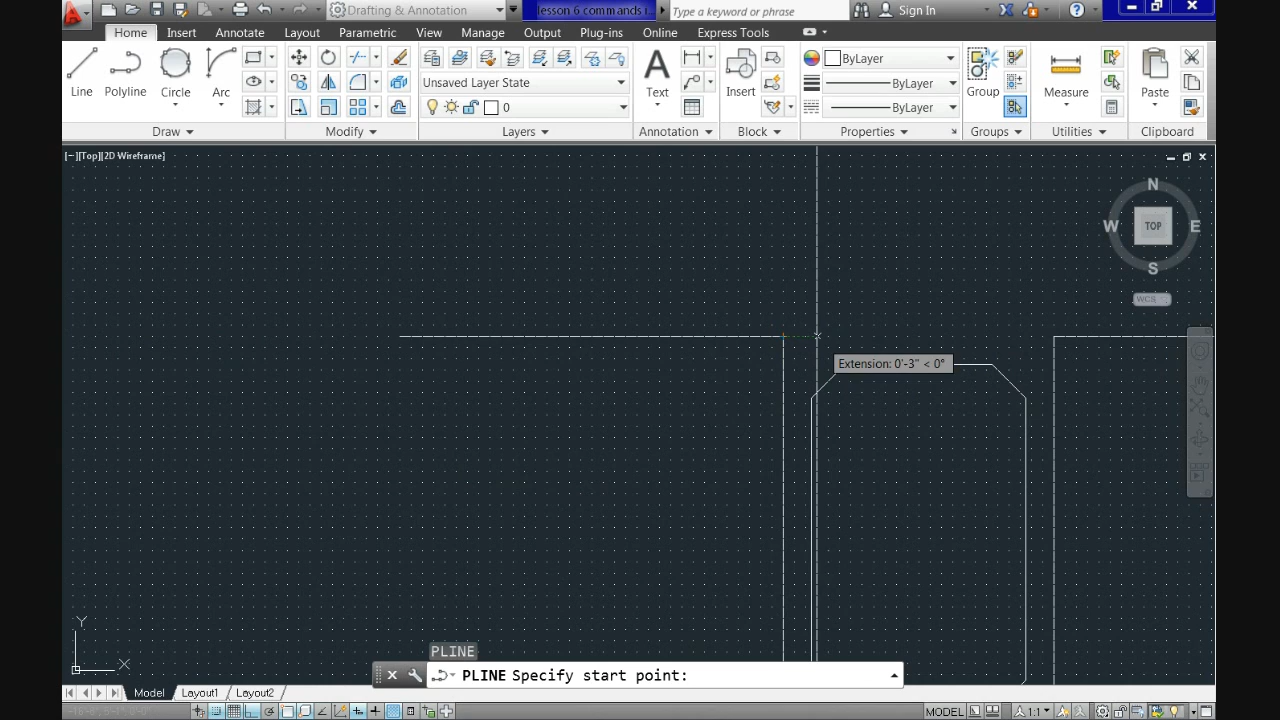 Drafting & Annotation
lesson 6 commands
Type a keyword or phrase
Sign In
Home Insert Annotate Layout Parametric View Manage Output Plug-ins Online Express Tools
Line Polyline Circle Arc
Unsaved Layer State
0
Text
Insert
ByLayer
ByLayer
ByLayer
Group
Measure
Paste
Draw Modify Layers Annotation Block Properties Groups Utilities Clipboard
[−][Top][2D Wireframe]
N
W TOP E
S
WCS
Extension: 0'-3" < 0°
Y
X
PLINE
PLINE Specify start point:
Model Layout1 Layout2
MODEL 1:1